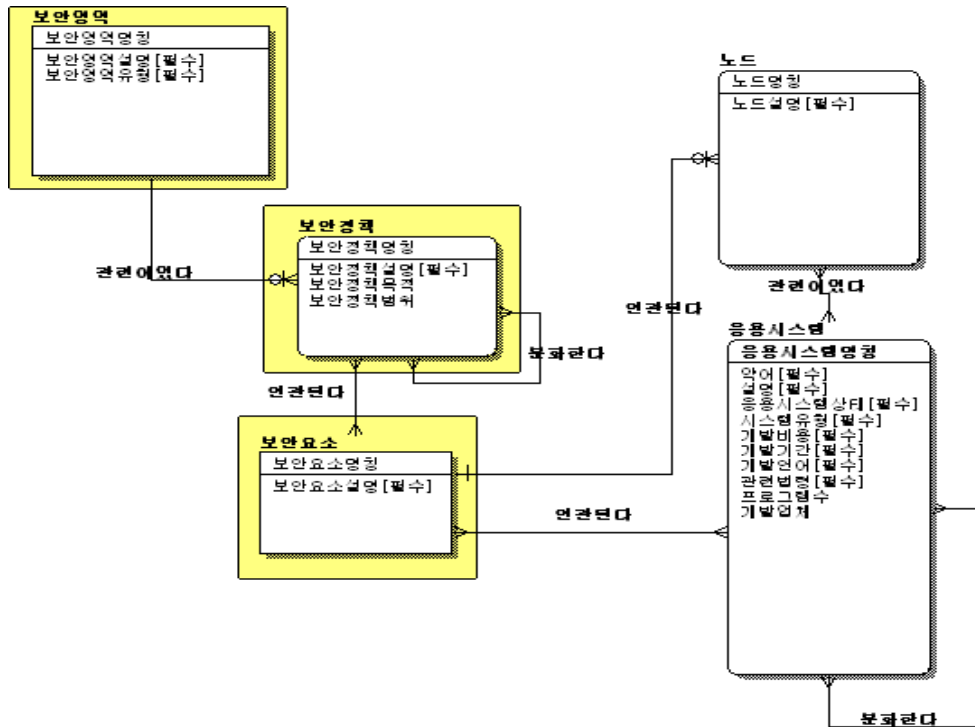 보안영역
보안영역명칭
보안영역설명[필수]
보안영역유형[필수]
노드
노드명칭
노드설명[필수]
보안정책
보안정책명칭
보안정책설명[필수]
보안정책목적
보안정책범위
관련이있다
관련이있다
연관된다
분화한다
응용시스템
응용시스템명칭
약어[필수]
설명[필수]
응용시스템상태[필수]
시스템유형[필수]
개발비용[필수]
개발기간[필수]
개발언어[필수]
관련법령[필수]
프로그램수
개발업체
연관된다
보안요소
보안요소명칭
보안요소설명[필수]
연관된다
분화한다